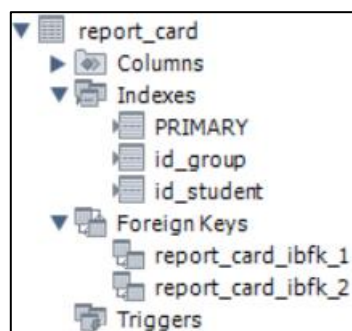 report_card
Columns
Indexes
PRIMARY
id_group
id_student
Foreign Keys
report_card_ibfk_1
report_card_ibfk_2
Triggers